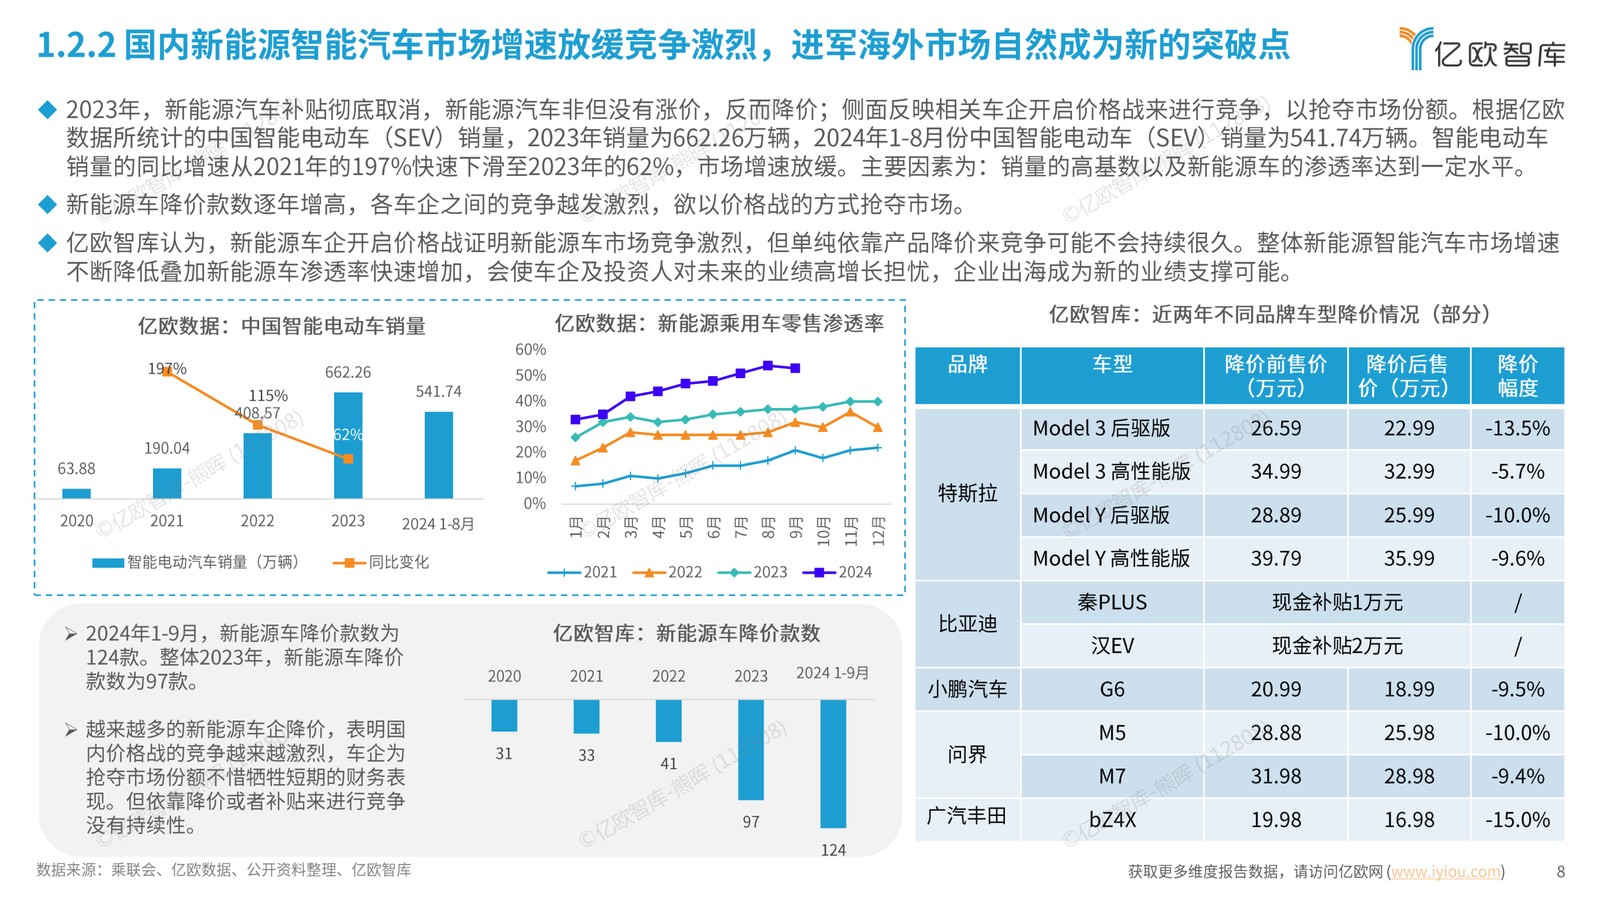 1.2.2 国内新能源智能汽车市场增速放缓竞争激烈，进军海外市场自然成为新的突破点
亿欧智库
◆ 2023年，新能源汽车补贴彻底取消，新能源汽车非但没有涨价，反而降价；侧面反映相关车企开启价格战来进行竞争，以抢夺市场份额。根据亿欧
数据所统计的中国智能电动车（SEV）销量，2023年销量为662.26万辆，2024年1-8月份中国智能电动车（SEV）销量为541.74万辆。智能电动车
销量的同比增速从2021年的197%快速下滑至2023年的62%，市场增速放缓。主要因素为：销量的高基数以及新能源车的渗透率达到一定水平。
◆ 新能源车降价款数逐年增高，各车企之间的竞争越发激烈，欲以价格战的方式抢夺市场。
◆ 亿欧智库认为，新能源车企开启价格战证明新能源车市场竞争激烈，但单纯依靠产品降价来竞争可能不会持续很久。整体新能源智能汽车市场增速
不断降低叠加新能源车渗透率快速增加，会使车企及投资人对未来的业绩高增长担忧，企业出海成为新的业绩支撑可能。
亿欧数据：中国智能电动车销量
197%
115%
62%
63.88
190.04
408.57
662.26
541.74
2020 2021 2022 2023 2024 1-8月
智能电动汽车销量（万辆） 同比变化
亿欧数据：新能源乘用车零售渗透率
60%
50%
40%
30%
20%
10%
0%
1月 2月 3月 4月 5月 6月 7月 8月 9月 10月 11月 12月
2021 2022 2023 2024
➢ 2024年1-9月，新能源车降价款数为
124款。整体2023年，新能源车降价
款数为97款。
➢ 越来越多的新能源车企降价，表明国
内价格战的竞争越来越激烈，车企为
抢夺市场份额不惜牺牲短期的财务表
现。但依靠降价或者补贴来进行竞争
没有持续性。
亿欧智库：新能源车降价款数
2020 2021 2022 2023 2024 1-9月
31 33 41 97 124
亿欧智库：近两年不同品牌车型降价情况（部分）
品牌 车型 降价前售价（万元） 降价后售价（万元） 降价幅度
特斯拉 Model 3 后驱版 26.59 22.99 -13.5%
Model 3 高性能版 34.99 32.99 -5.7%
Model Y 后驱版 28.89 25.99 -10.0%
Model Y 高性能版 39.79 35.99 -9.6%
比亚迪 秦PLUS 现金补贴1万元 /
汉EV 现金补贴2万元 /
小鹏汽车 G6 20.99 18.99 -9.5%
问界 M5 28.88 25.98 -10.0%
M7 31.98 28.98 -9.4%
广汽丰田 bZ4X 19.98 16.98 -15.0%
©亿欧智库-熊晖 (112808)
数据来源：乘联会、亿欧数据、公开资料整理、亿欧智库
获取更多维度报告数据，请访问亿欧网 (www.iyiou.com)
8